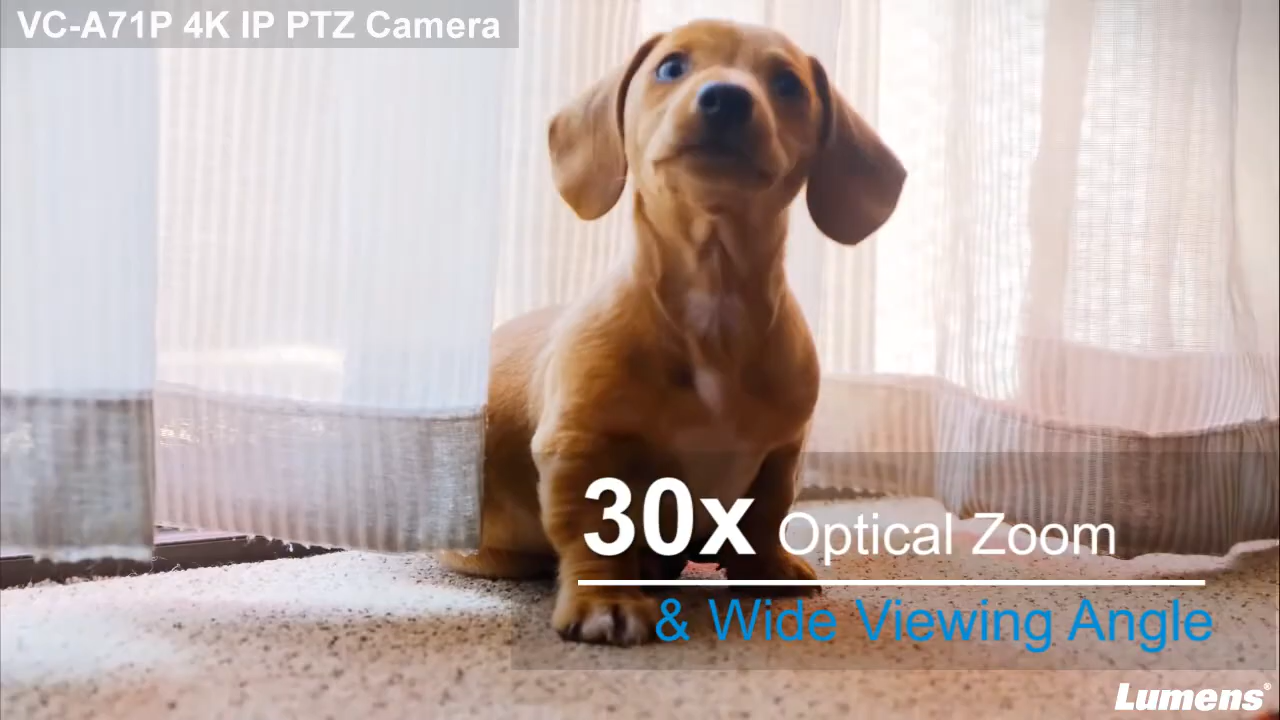 VC-A71P 4K IP PTZ Camera
30x Optical Zoom
& Wide Viewing Angle
Lumens®